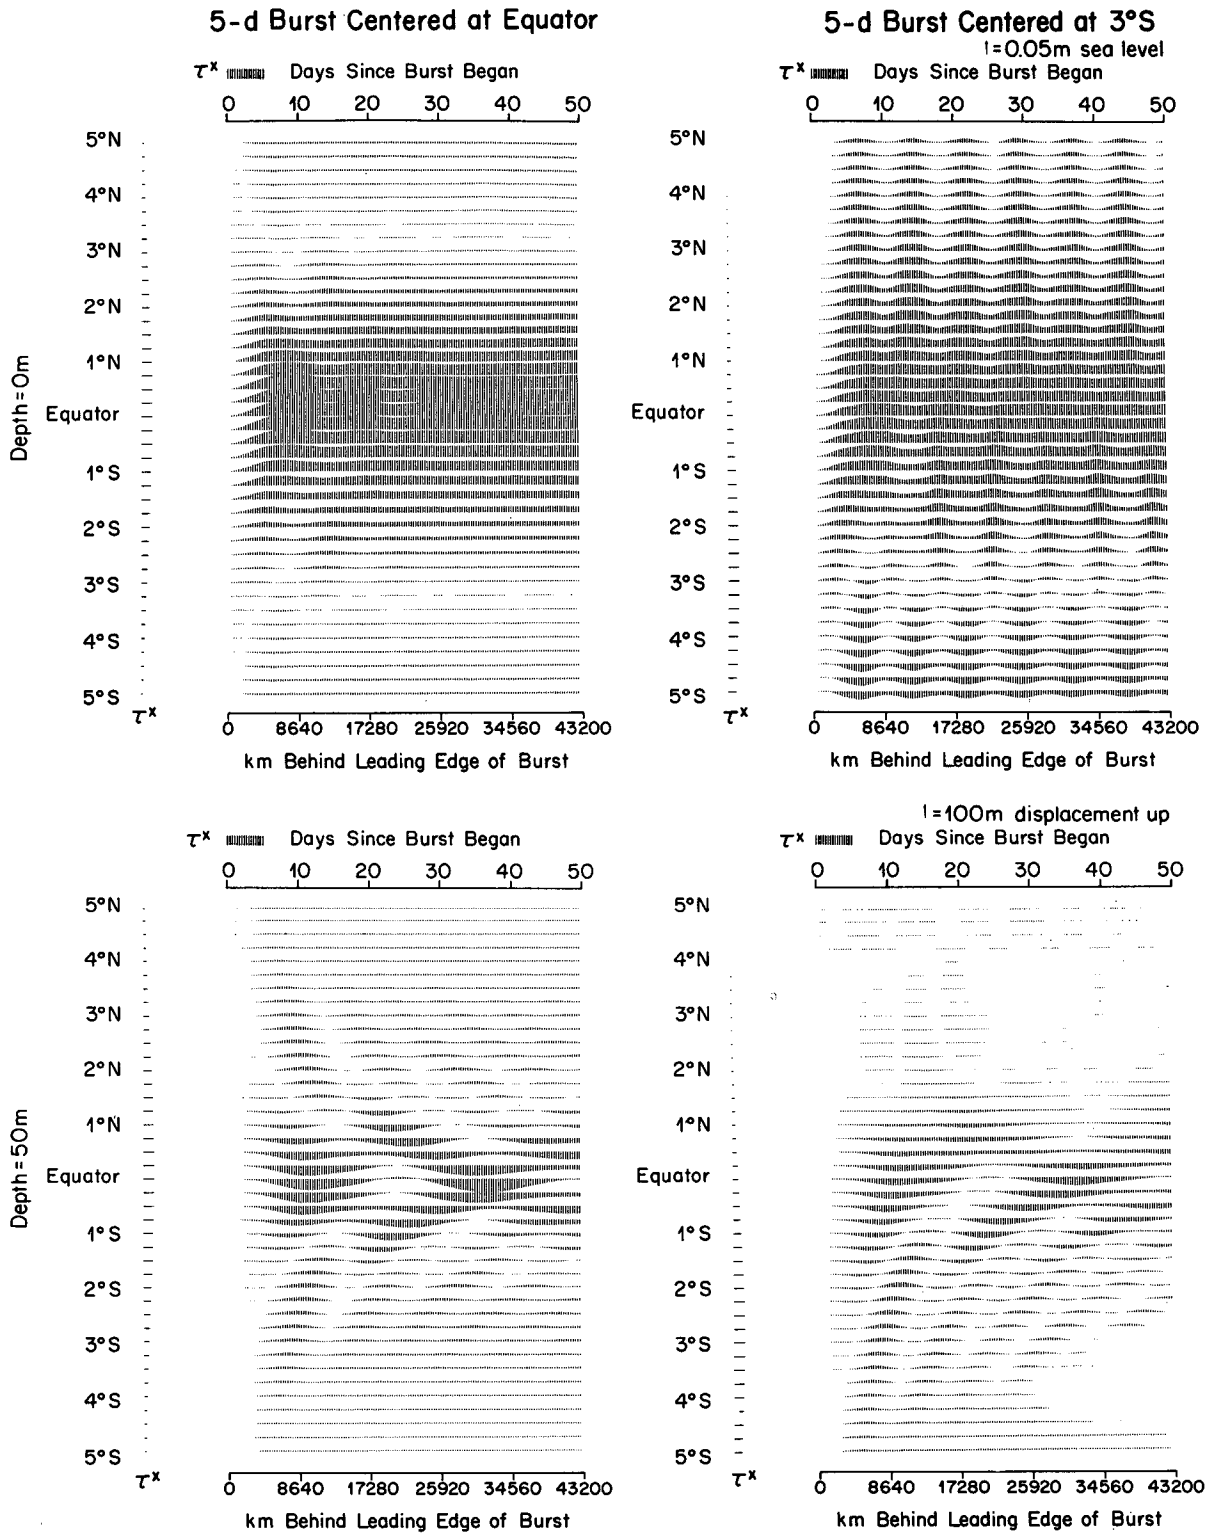 5-d Burst Centered at Equator
τx Days Since Burst Began
0 10 20 30 40 50
5°N
4°N
3°N
2°N
1°N
Equator
1°S
2°S
3°S
4°S
5°S
τx
Depth=0m
0 8640 17280 25920 34560 43200
km Behind Leading Edge of Burst
5-d Burst Centered at 3°S
=0.05m sea level
τx Days Since Burst Began
0 10 20 30 40 50
5°N
4°N
3°N
2°N
1°N
Equator
1°S
2°S
3°S
4°S
5°S
τx
0 8640 17280 25920 34560 43200
km Behind Leading Edge of Burst
τx Days Since Burst Began
0 10 20 30 40 50
5°N
4°N
3°N
2°N
1°N
Equator
1°S
2°S
3°S
4°S
5°S
τx
Depth=50m
0 8640 17280 25920 34560 43200
km Behind Leading Edge of Burst
=100m displacement up
τx Days Since Burst Began
0 10 20 30 40 50
5°N
4°N
3°N
2°N
1°N
Equator
1°S
2°S
3°S
4°S
5°S
τx
0 8640 17280 25920 34560 43200
km Behind Leading Edge of Burst